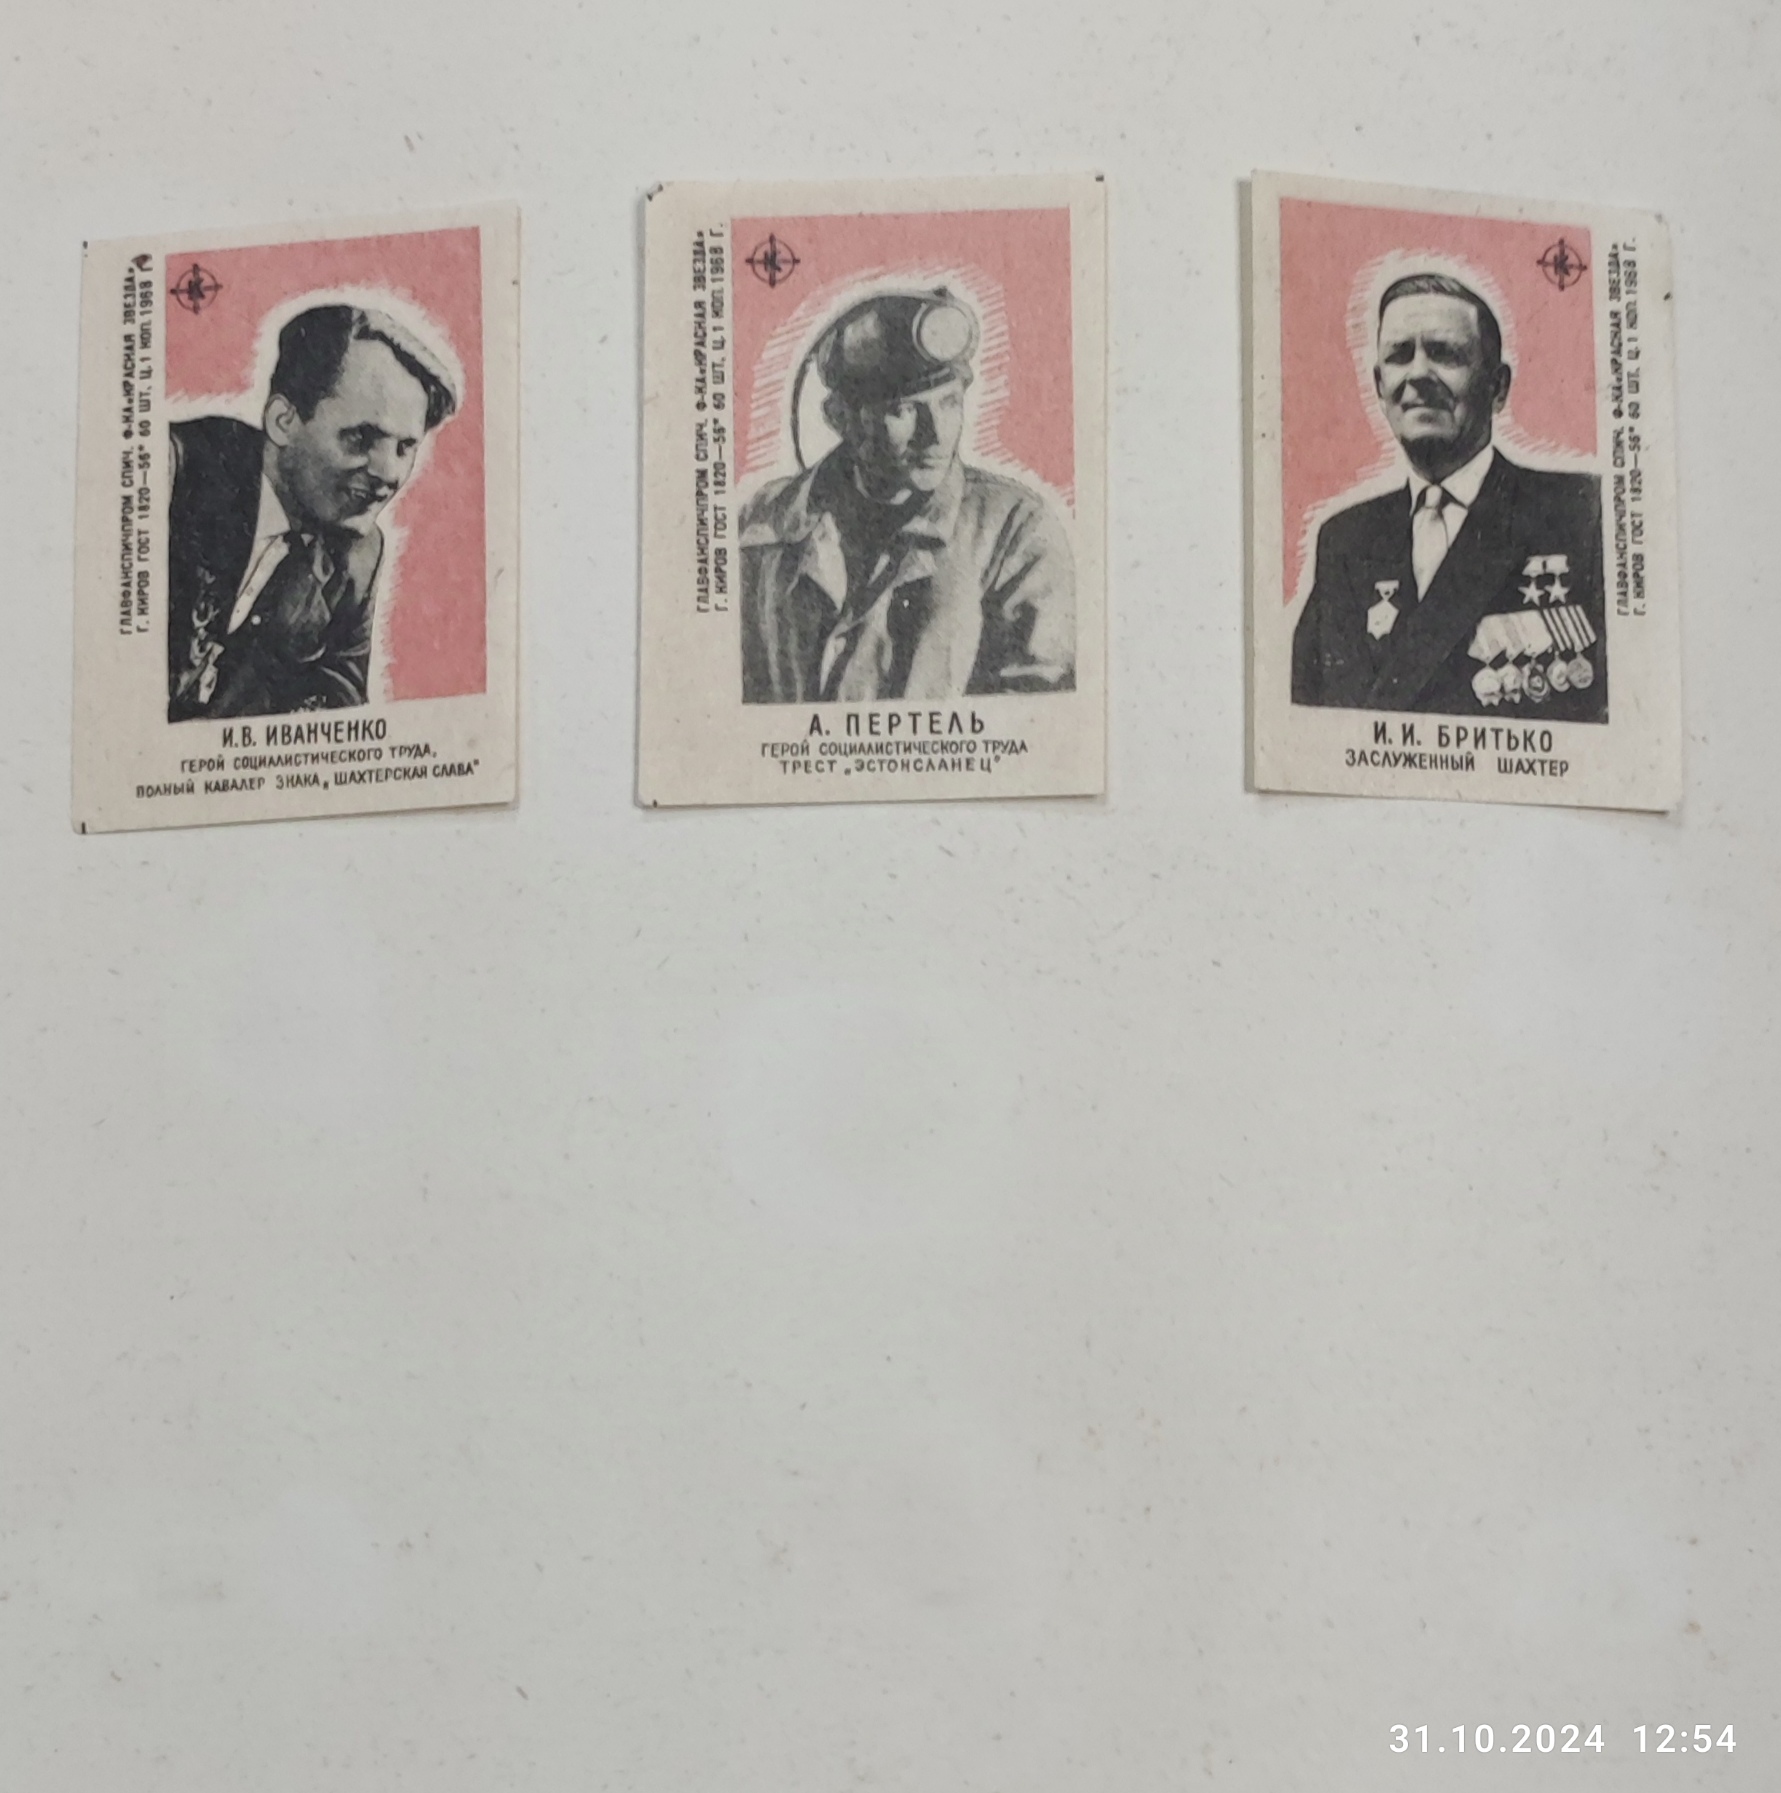 ГЛАВФАНСПИЧПРОМ СПИЧ. Ф-КА «КРАСНАЯ ЗВЕЗДА»
Г. КИРОВ ГОСТ 1820—56* 60 ШТ. Ц. 1 КОП. 1968 Г.
И.В. ИВАНЧЕНКО
ГЕРОЙ СОЦИАЛИСТИЧЕСКОГО ТРУДА,
ПОЛНЫЙ КАВАЛЕР ЗНАКА „ШАХТЕРСКАЯ СЛАВА"
ГЛАВФАНСПИЧПРОМ СПИЧ. Ф-КА «КРАСНАЯ ЗВЕЗДА»
Г. КИРОВ ГОСТ 1820—56* 60 ШТ. Ц. 1 КОП. 1968 Г.
А. ПЕРТЕЛЬ
ГЕРОЙ СОЦИАЛИСТИЧЕСКОГО ТРУДА
ТРЕСТ „ЭСТОНСЛАНЕЦ"
ГЛАВФАНСПИЧПРОМ СПИЧ. Ф-КА «КРАСНАЯ ЗВЕЗДА»
Г. КИРОВ ГОСТ 1820—56* 60 ШТ. Ц. 1 КОП. 1968 Г.
И. И. БРИТЬКО
ЗАСЛУЖЕННЫЙ ШАХТЕР
31.10.2024 12:54